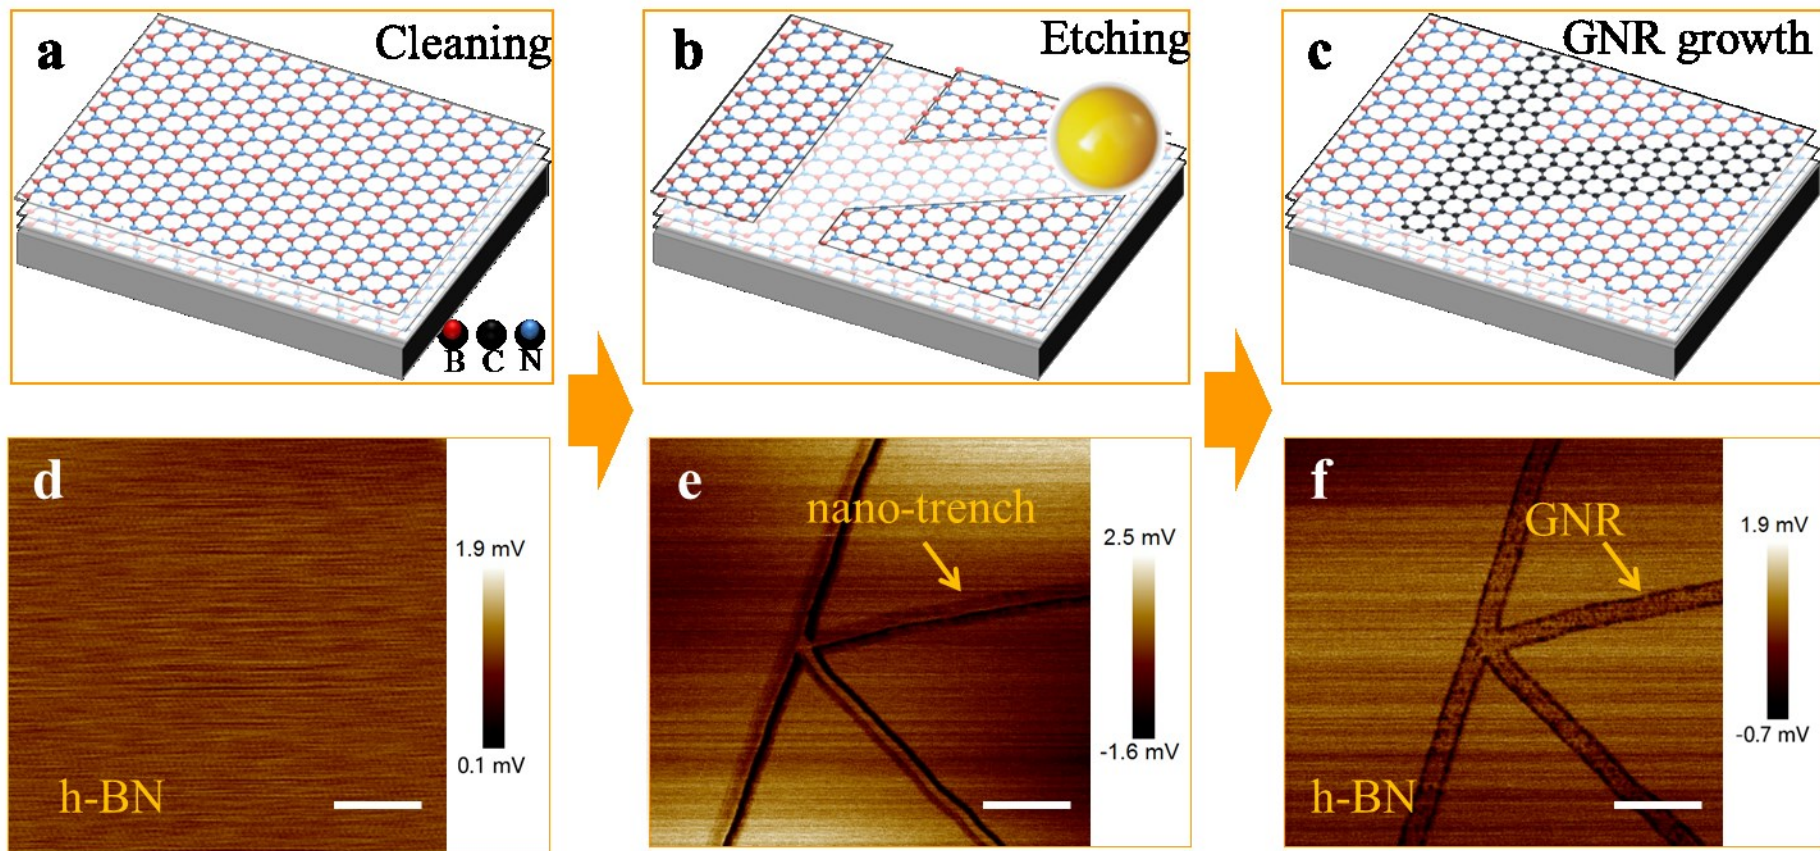 a
Cleaning
B C N
b
Etching
c
GNR growth
d
h-BN
1.9 mV
0.1 mV
e
nano-trench
2.5 mV
-1.6 mV
f
GNR
h-BN
1.9 mV
-0.7 mV